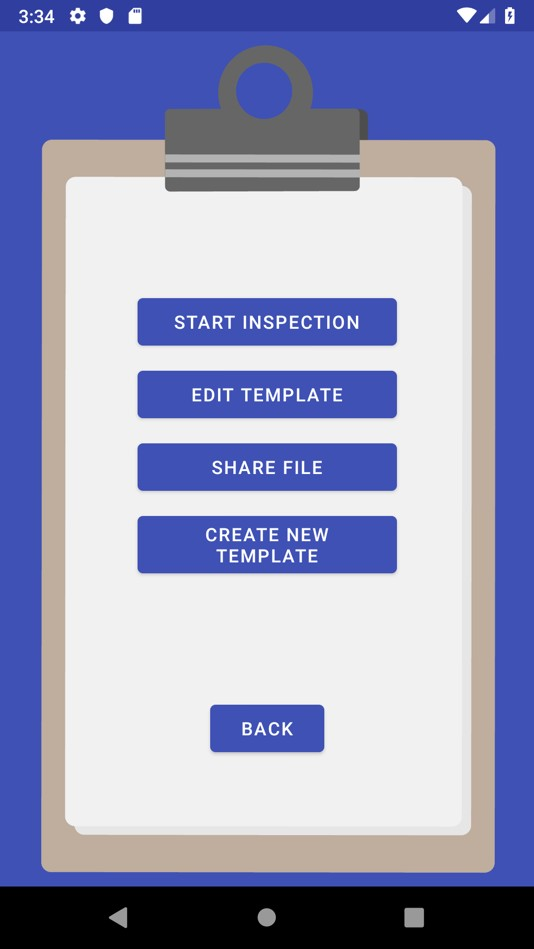 3:34
START INSPECTION
EDIT TEMPLATE
SHARE FILE
CREATE NEW
TEMPLATE
BACK